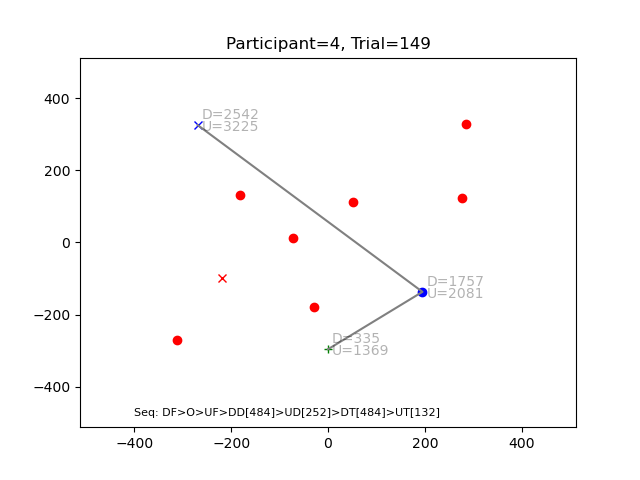 Participant=4, Trial=149
400
200
0
−200
−400
D=2542
U=3225
D=1757
U=2081
D=335
U=1369
Seq: DF>O>UF>DD[484]>UD[252]>DT[484]>UT[132]
−400 −200 0 200 400